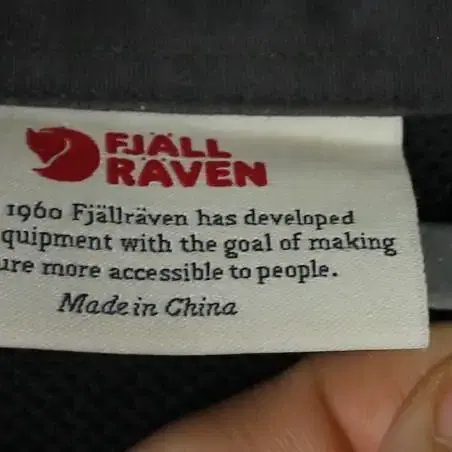 FJÄLL
RÄVEN
1960 Fjällräven has developed
quipment with the goal of making
ure more accessible to people.
Made in China